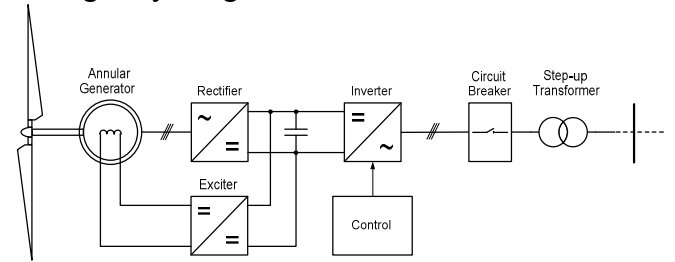 Annular
Generator
Rectifier
Inverter
Circuit
Breaker
Step-up
Transformer
Exciter
Control